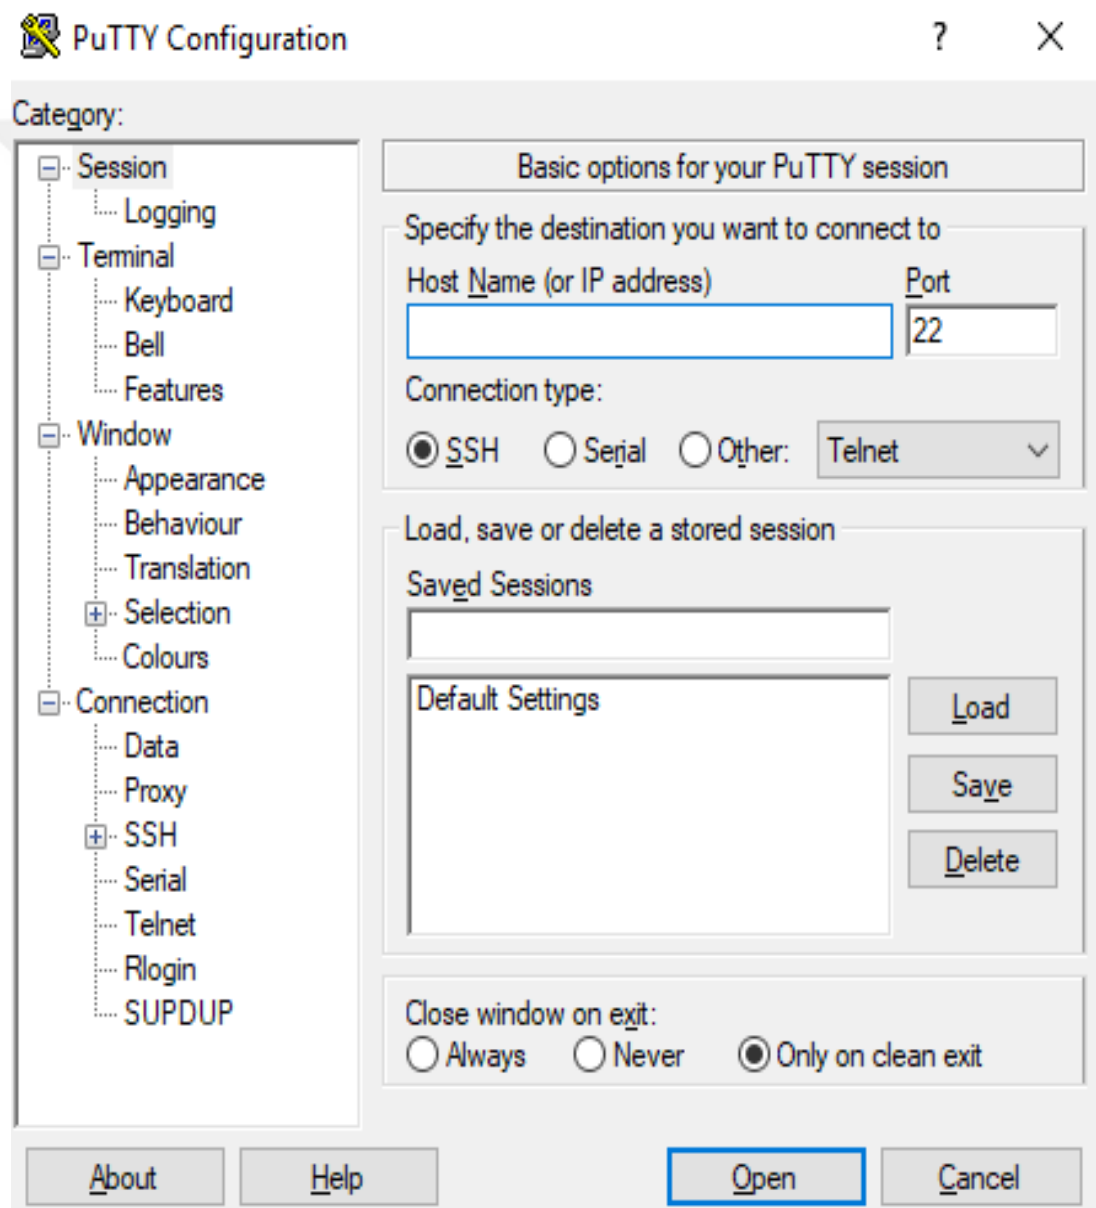 PuTTY Configuration ?
Category:
Session
Logging
Terminal
Keyboard
Bell
Features
Window
Appearance
Behaviour
Translation
Selection
Colours
Connection
Data
Proxy
SSH
Serial
Telnet
Rlogin
SUPDUP
Basic options for your PuTTY session
Specify the destination you want to connect to
Host Name (or IP address) Port
22
Connection type:
SSH Serial Other: Telnet
Load, save or delete a stored session
Saved Sessions
Default Settings
Load
Save
Delete
Close window on exit:
Always Never Only on clean exit
About Help Open Cancel